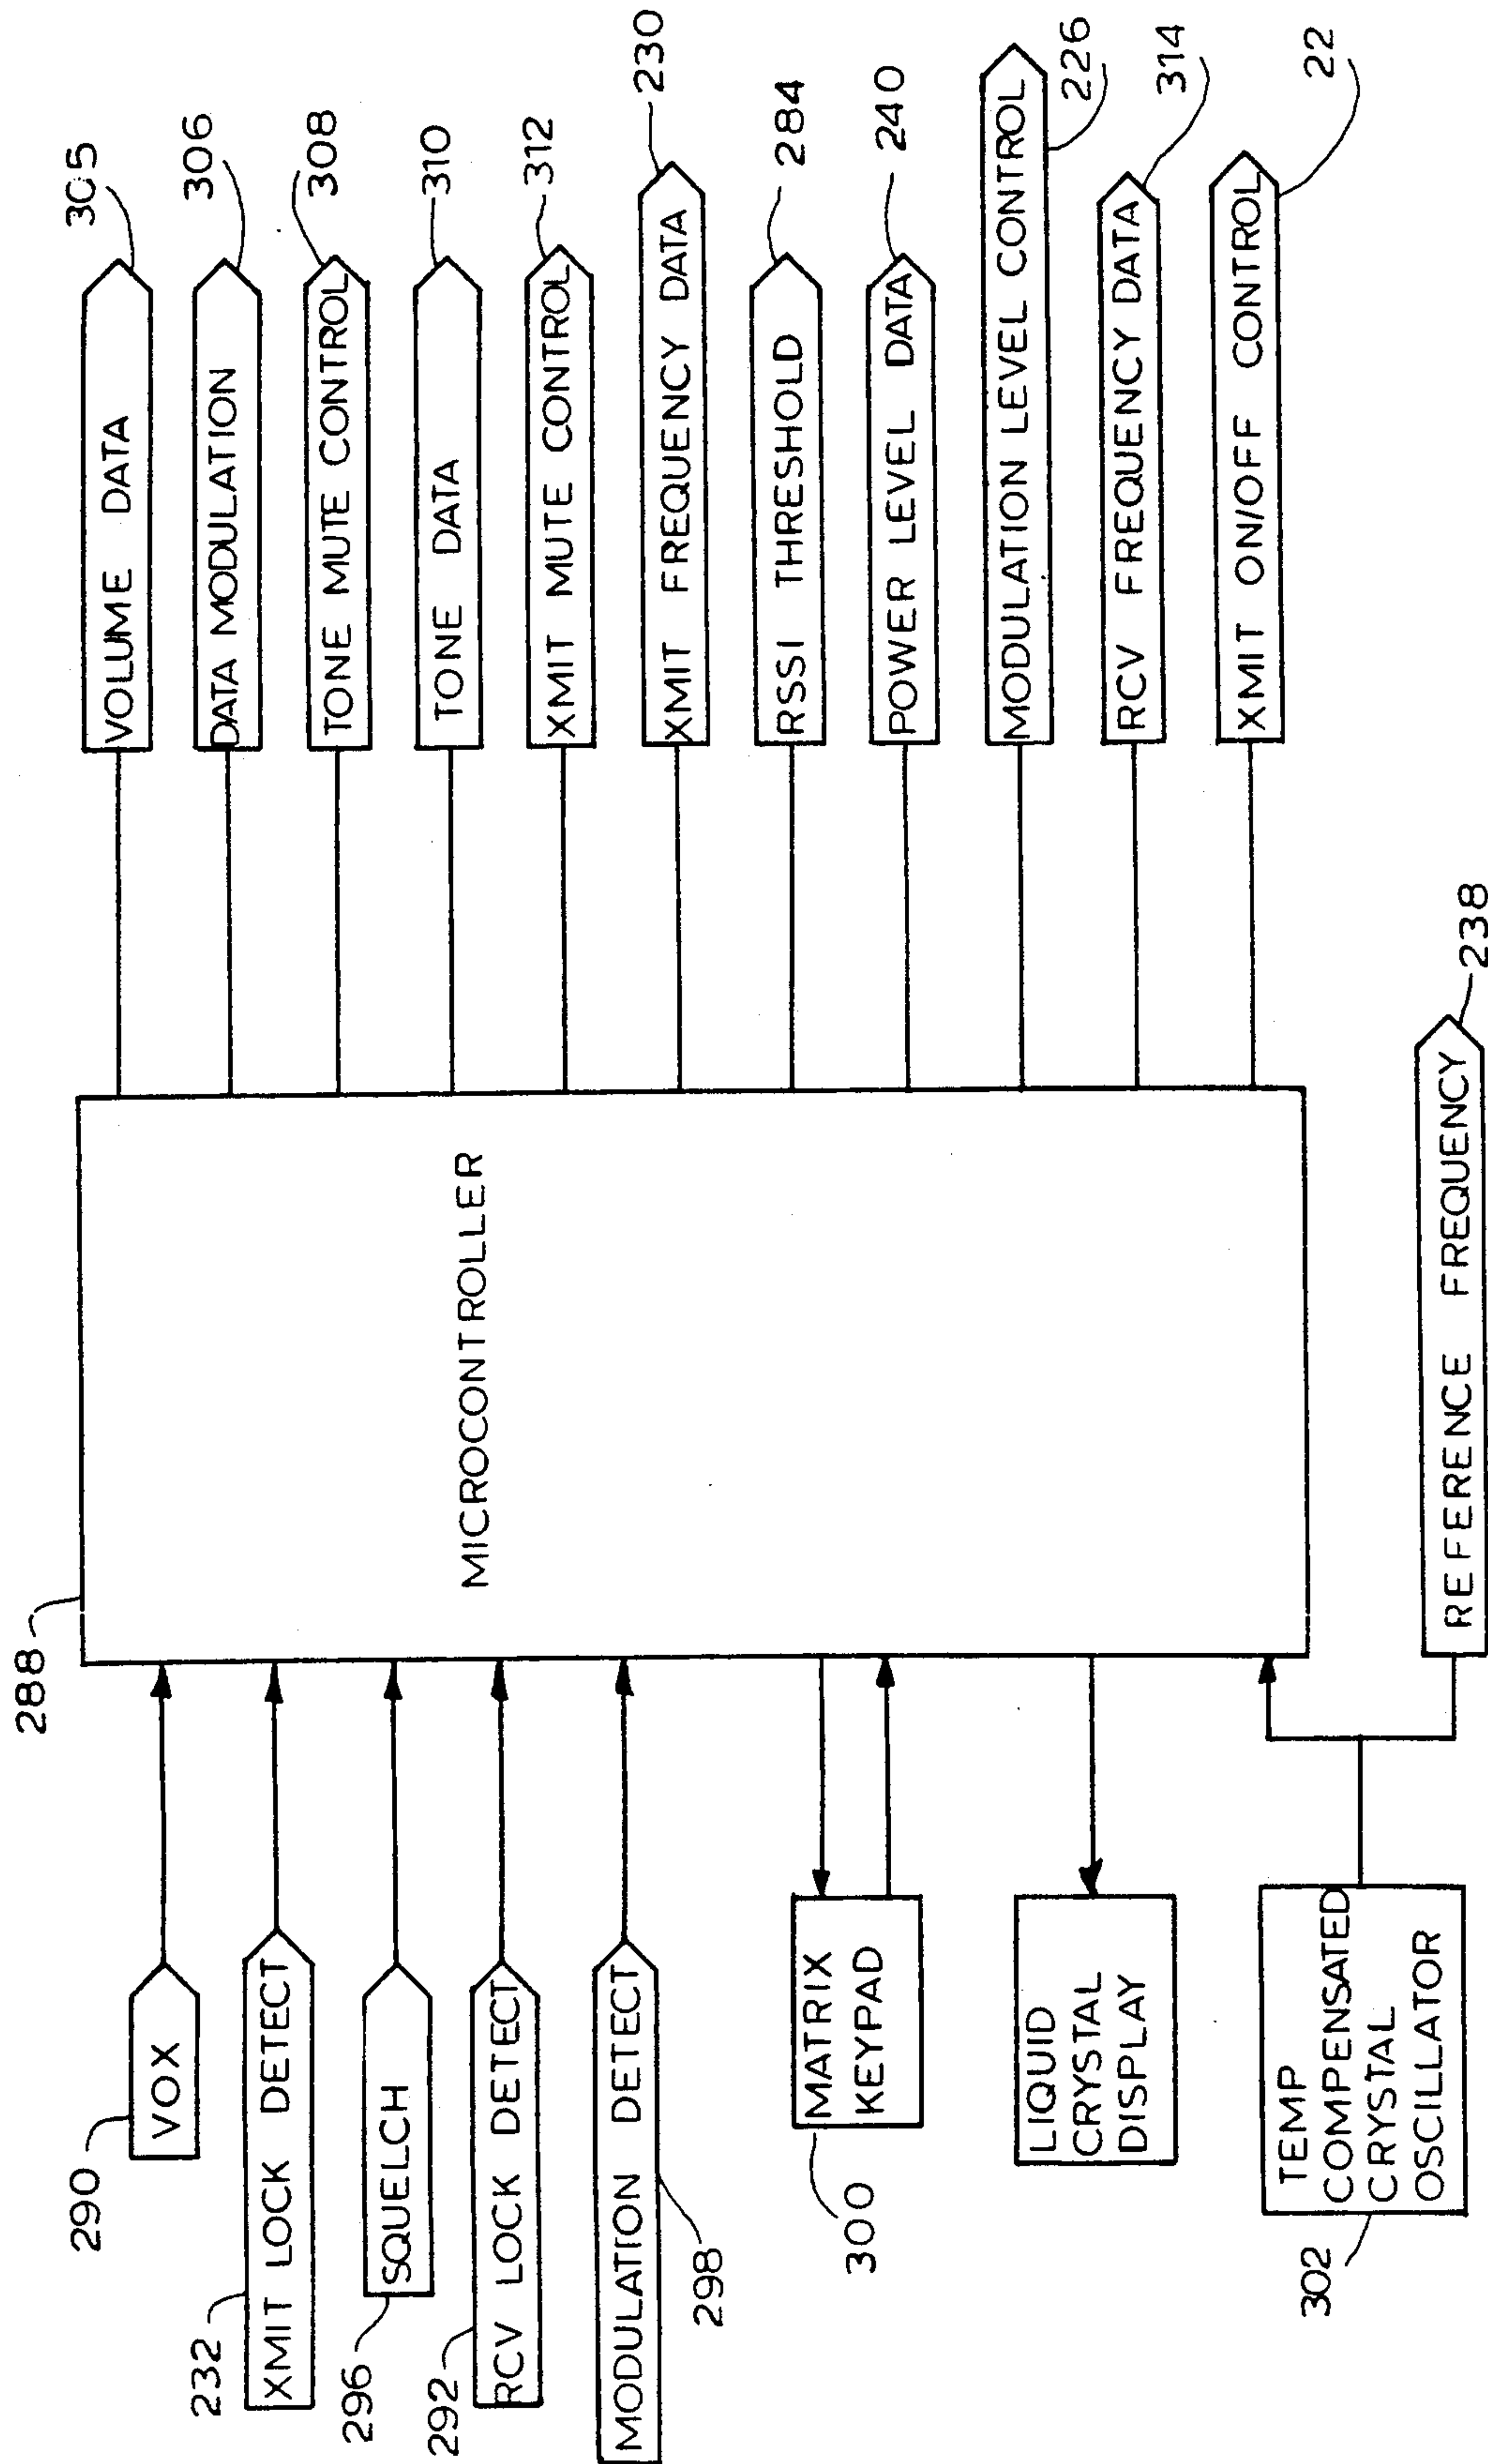 288
MICROCONTROLLER
290
VOX
232
XMIT LOCK DETECT
296
SQUELCH
292
RCV LOCK DETECT
MODULATION DETECT
298
MATRIX
KEYPAD
300
LIQUID
CRYSTAL
DISPLAY
TEMP
COMPENSATED
CRYSTAL
OSCILLATOR
302
VOLUME DATA
305
DATA MODULATION
306
TONE MUTE CONTROL
308
TONE DATA
310
XMIT MUTE CONTROL
312
XMIT FREQUENCY DATA
230
RSSI THRESHOLD
284
POWER LEVEL DATA
240
MODULATION LEVEL CONTROL
226
RCV FREQUENCY DATA
314
XMIT ON/OFF CONTROL
22
REFERENCE FREQUENCY
238